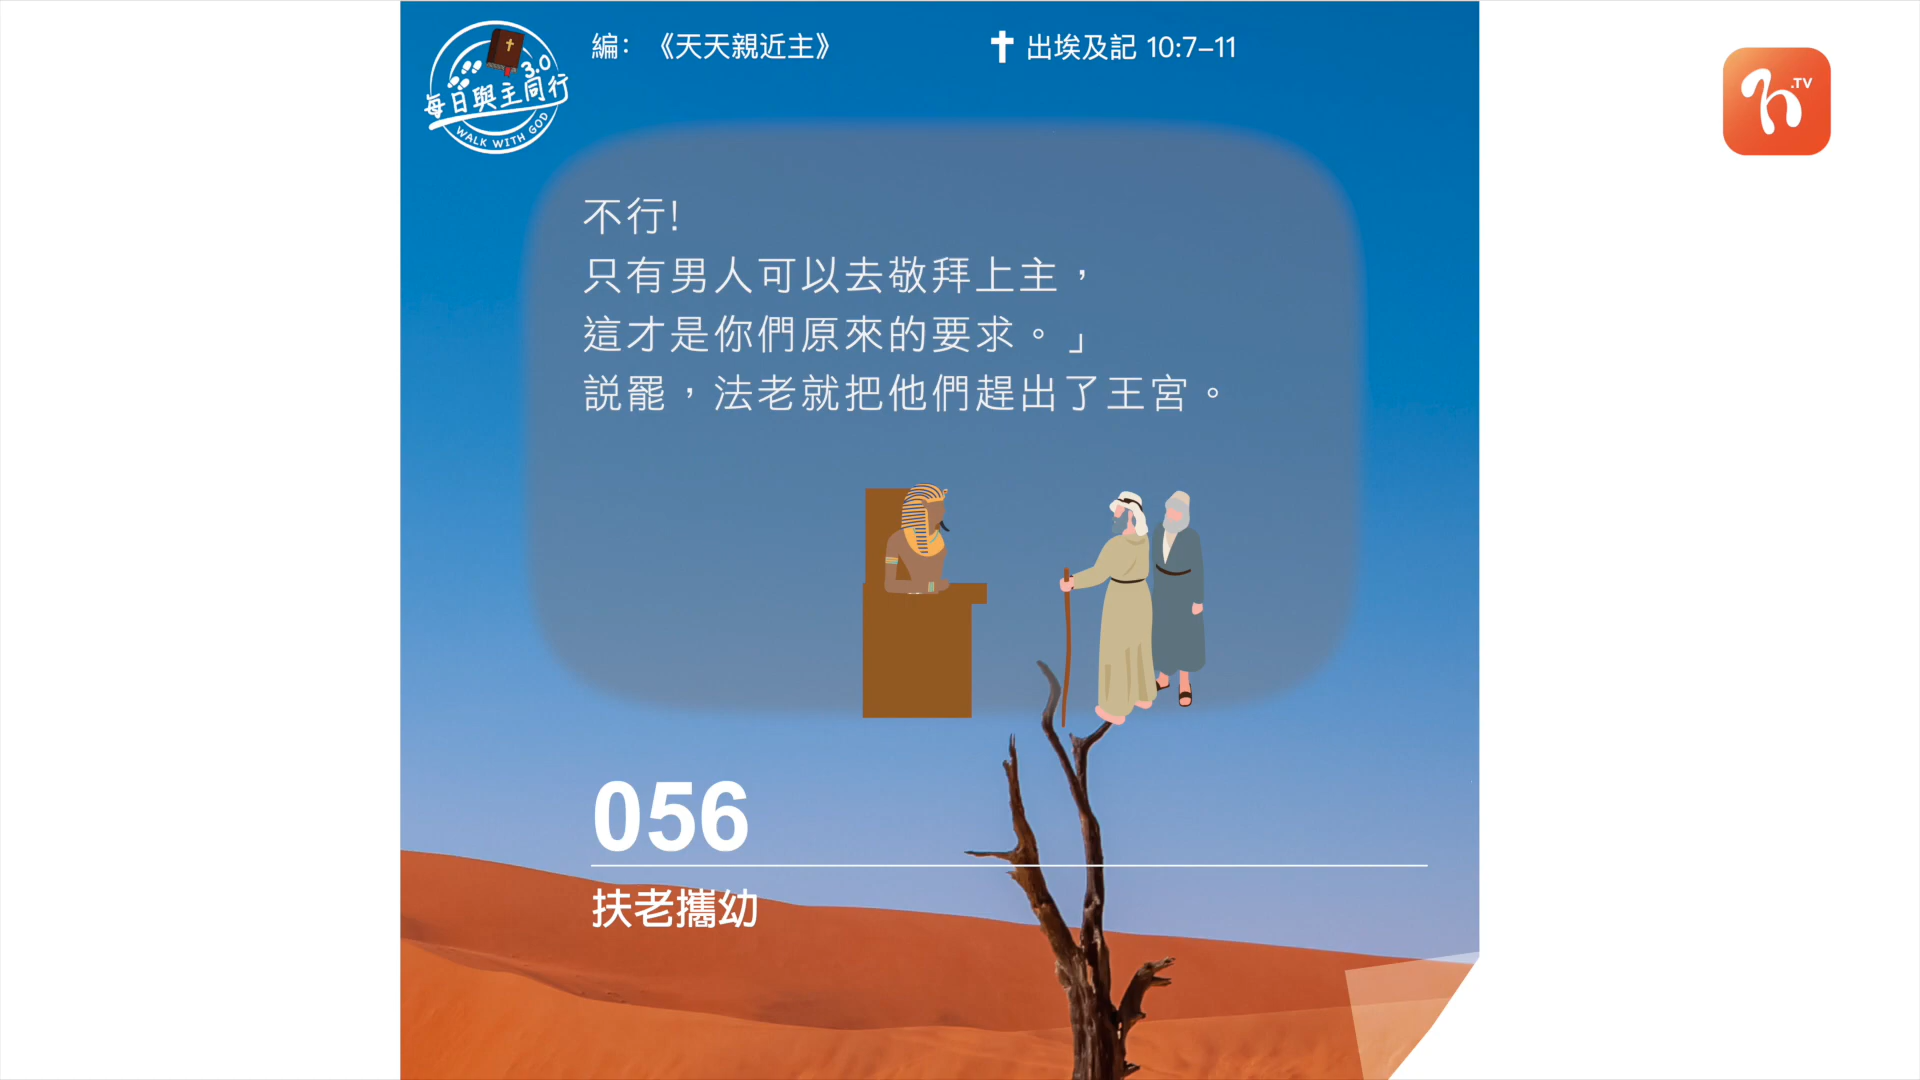 每日與主同行
3.0
WALK WITH GOD
編：《天天親近主》
出埃及記 10:7–11
h.TV
不行!
只有男人可以去敬拜上主，
這才是你們原來的要求。」
説罷，法老就把他們趕出了王宮。
056
扶老攜幼